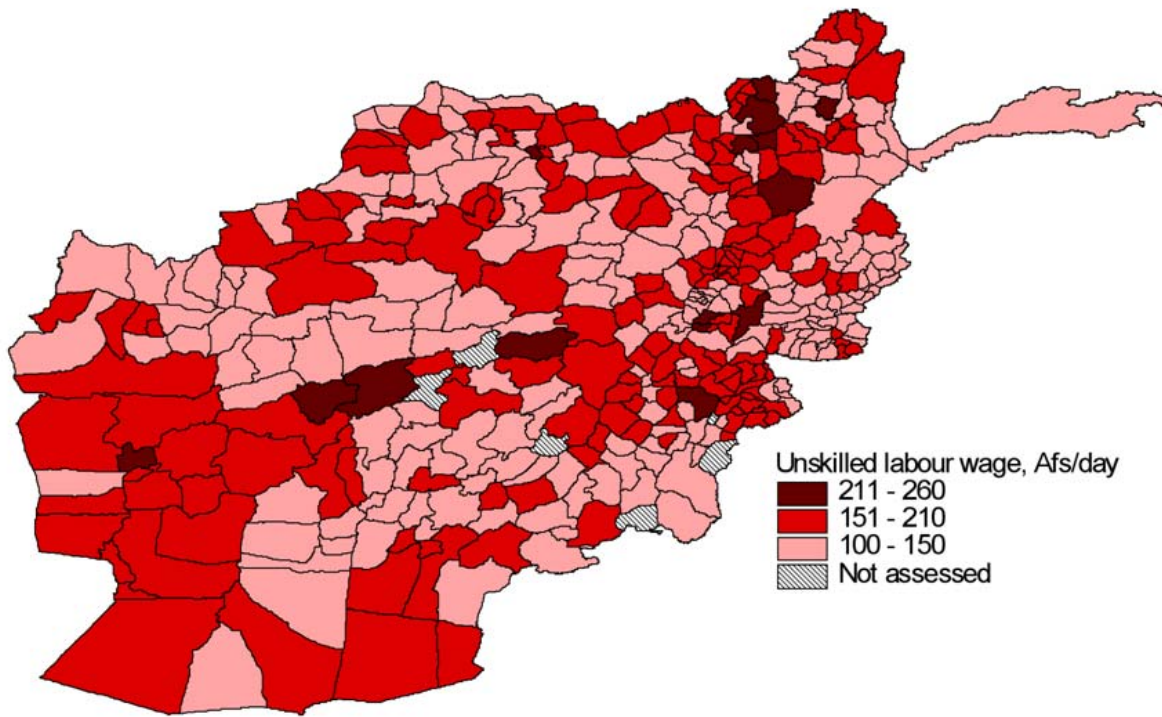 Unskilled labour wage, Afs/day
211 - 260
151 - 210
100 - 150
Not assessed